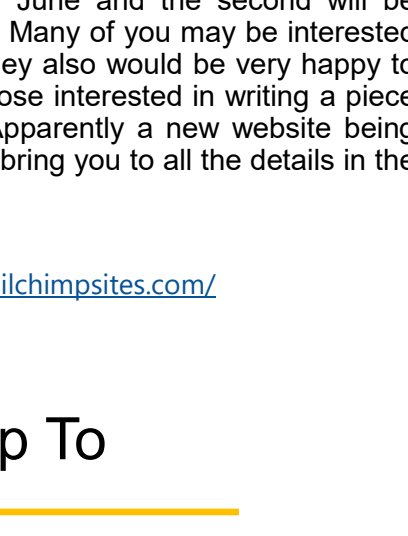 June and the second will be
Many of you may be interested
ey also would be very happy to
ose interested in writing a piece
Apparently a new website being
bring you to all the details in the
ilchimpsites.com/
p To